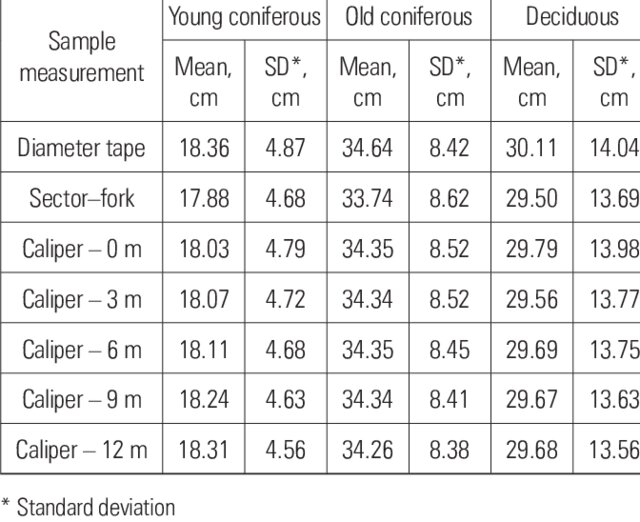 Sample measurement | Young coniferous | Old coniferous | Deciduous
Mean, cm | SD*, cm | Mean, cm | SD*, cm | Mean, cm | SD*, cm
Diameter tape | 18.36 | 4.87 | 34.64 | 8.42 | 30.11 | 14.04
Sector–fork | 17.88 | 4.68 | 33.74 | 8.62 | 29.50 | 13.69
Caliper – 0 m | 18.03 | 4.79 | 34.35 | 8.52 | 29.79 | 13.98
Caliper – 3 m | 18.07 | 4.72 | 34.34 | 8.52 | 29.56 | 13.77
Caliper – 6 m | 18.11 | 4.68 | 34.35 | 8.45 | 29.69 | 13.75
Caliper – 9 m | 18.24 | 4.63 | 34.34 | 8.41 | 29.67 | 13.63
Caliper – 12 m | 18.31 | 4.56 | 34.26 | 8.38 | 29.68 | 13.56
* Standard deviation